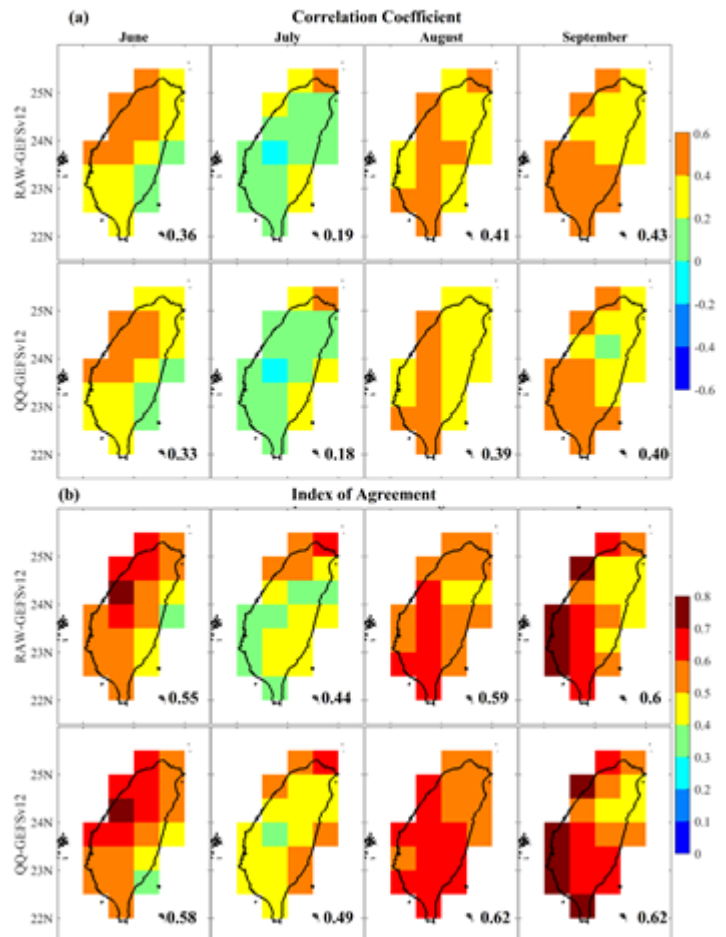 (a) Correlation Coefficient
June July August September
25N
24N
23N
22N
RAW-GEFSv12
0.36 0.19 0.41 0.43
25N
24N
23N
22N
QQ-GEFSv12
0.33 0.18 0.39 0.40
0.6
0.4
0.2
0
-0.2
-0.4
-0.6
(b) Index of Agreement
25N
24N
23N
22N
RAW-GEFSv12
0.55 0.44 0.59 0.6
25N
24N
23N
22N
QQ-GEFSv12
0.58 0.49 0.62 0.62
0.8
0.7
0.6
0.5
0.4
0.3
0.2
0.1
0